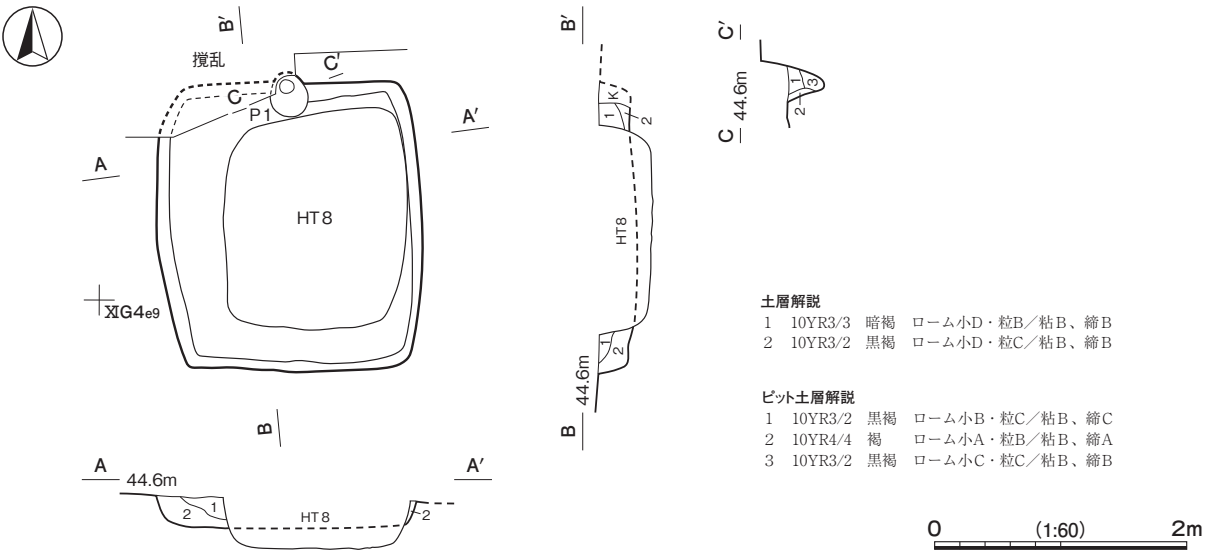 B′
撹乱
C′
C
P1
A′
A
HT8
ⅪG4e9
B
A 44.6m A′
1
2
HT8
2
B′
K
1
2
HT8
1
2
44.6m
B
C′
1
3
2
44.6m
C
土層解説
1 10YR3/3 暗褐 ローム小D・粒B／粘B、締B
2 10YR3/2 黒褐 ローム小D・粒C／粘B、締B
ピット土層解説
1 10YR3/2 黒褐 ローム小B・粒C／粘B、締C
2 10YR4/4 褐 ローム小A・粒B／粘B、締A
3 10YR3/2 黒褐 ローム小C・粒C／粘B、締B
0 (1:60) 2m